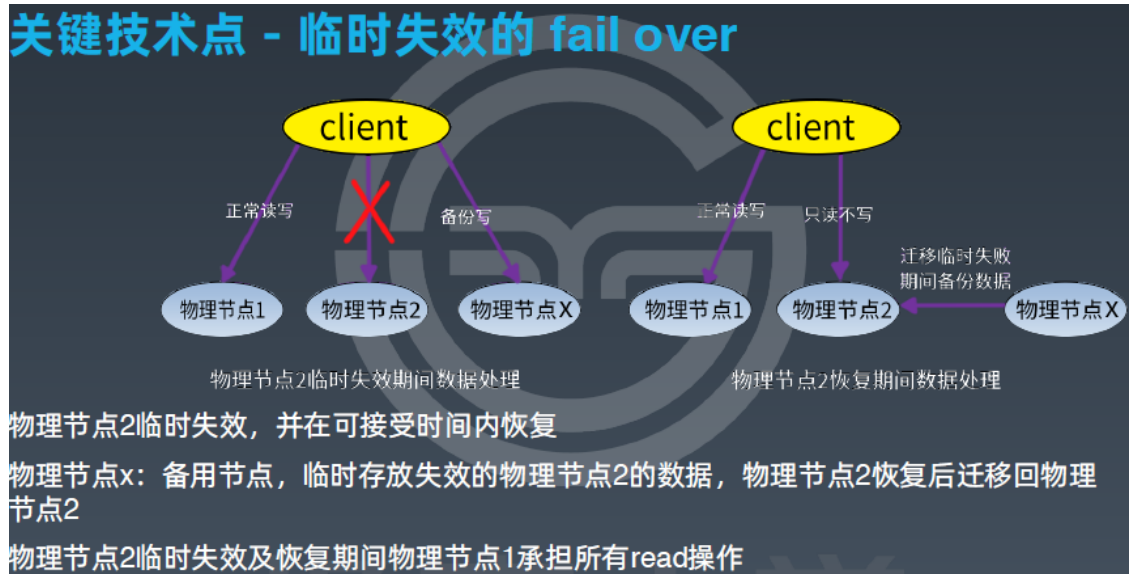 关键技术点 - 临时失效的 fail over
client
client
正常读写
备份写
正常读写
只读不写
迁移临时失败
期间备份数据
物理节点1
物理节点2
物理节点X
物理节点1
物理节点2
物理节点X
物理节点2临时失效期间数据处理
物理节点2恢复期间数据处理
物理节点2临时失效，并在可接受时间内恢复
物理节点x：备用节点，临时存放失效的物理节点2的数据，物理节点2恢复后迁移回物理
节点2
物理节点2临时失效及恢复期间物理节点1承担所有read操作